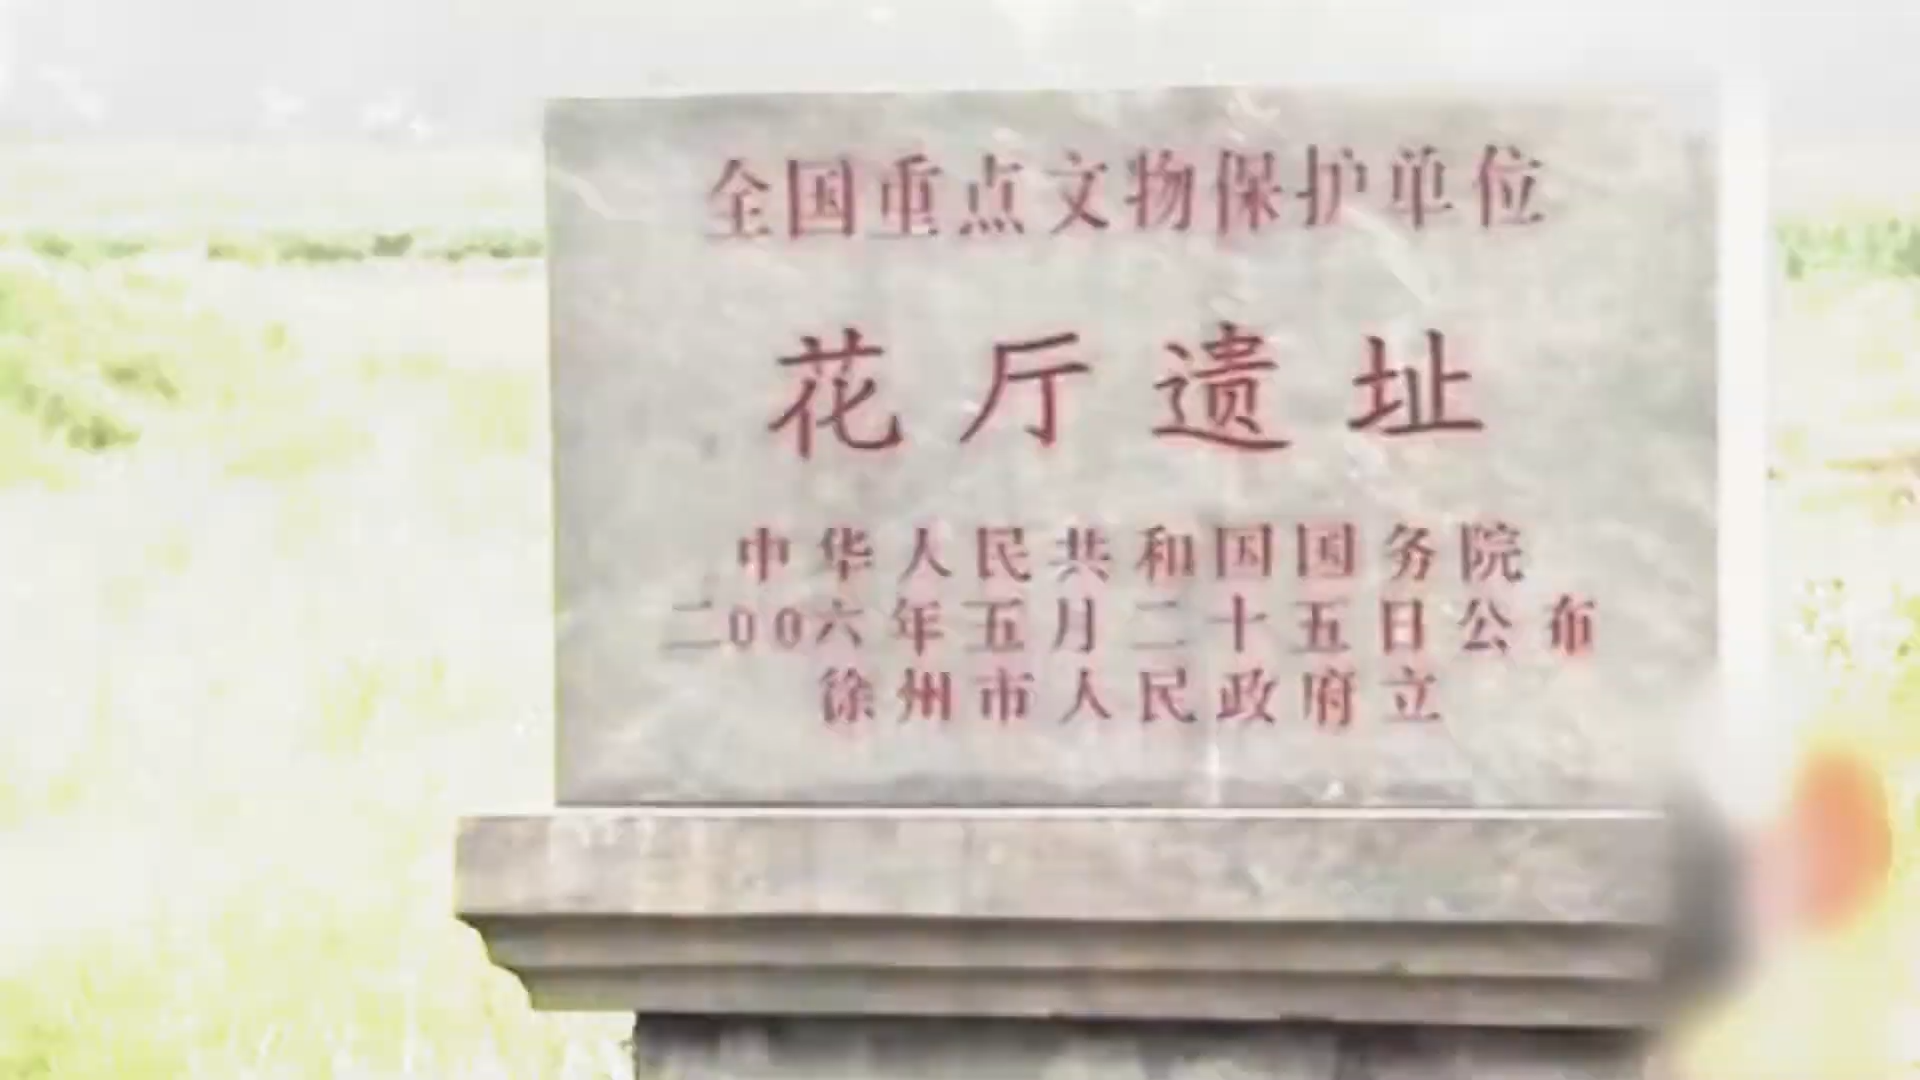 全国重点文物保护单位
花厅遗址
中华人民共和国国务院
二00六年五月二十五日公布
徐州市人民政府立